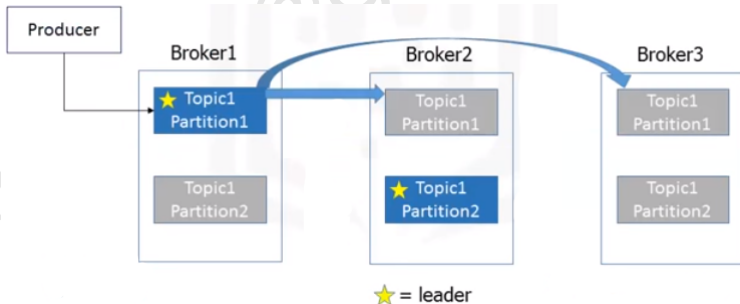 Producer
Broker1
Broker2
Broker3
Topic1
Partition1
Topic1
Partition1
Topic1
Partition1
Topic1
Partition2
Topic1
Partition2
Topic1
Partition2
= leader